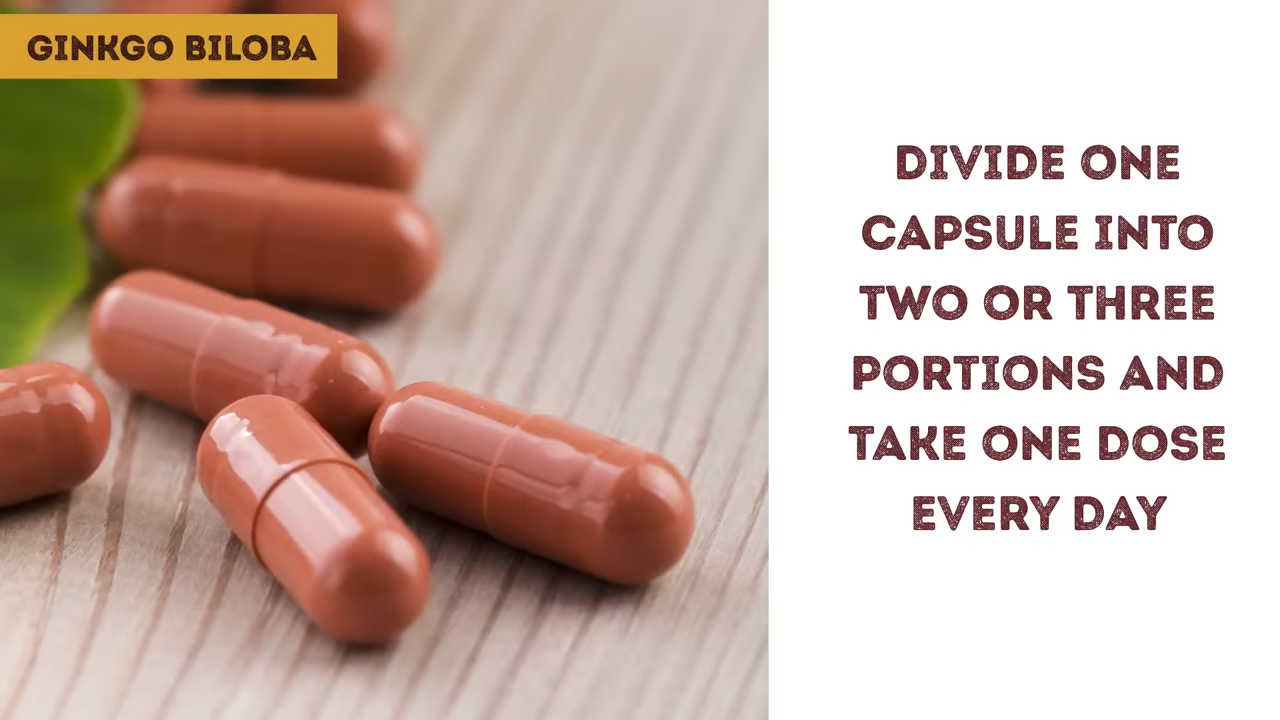 GINKGO BILOBA
DIVIDE ONE
CAPSULE INTO
TWO OR THREE
PORTIONS AND
TAKE ONE DOSE
EVERY DAY